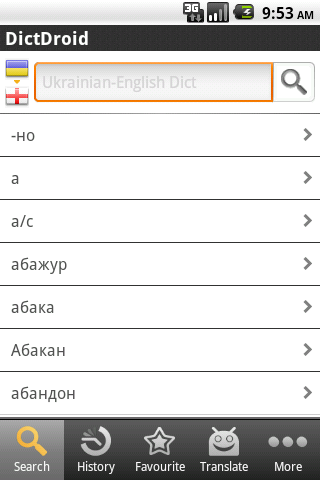 3G 9:53 AM
DictDroid
Ukrainian-English Dict
-но
а
а/с
абажур
абака
Абакан
абандон
Search History Favourite Translate More